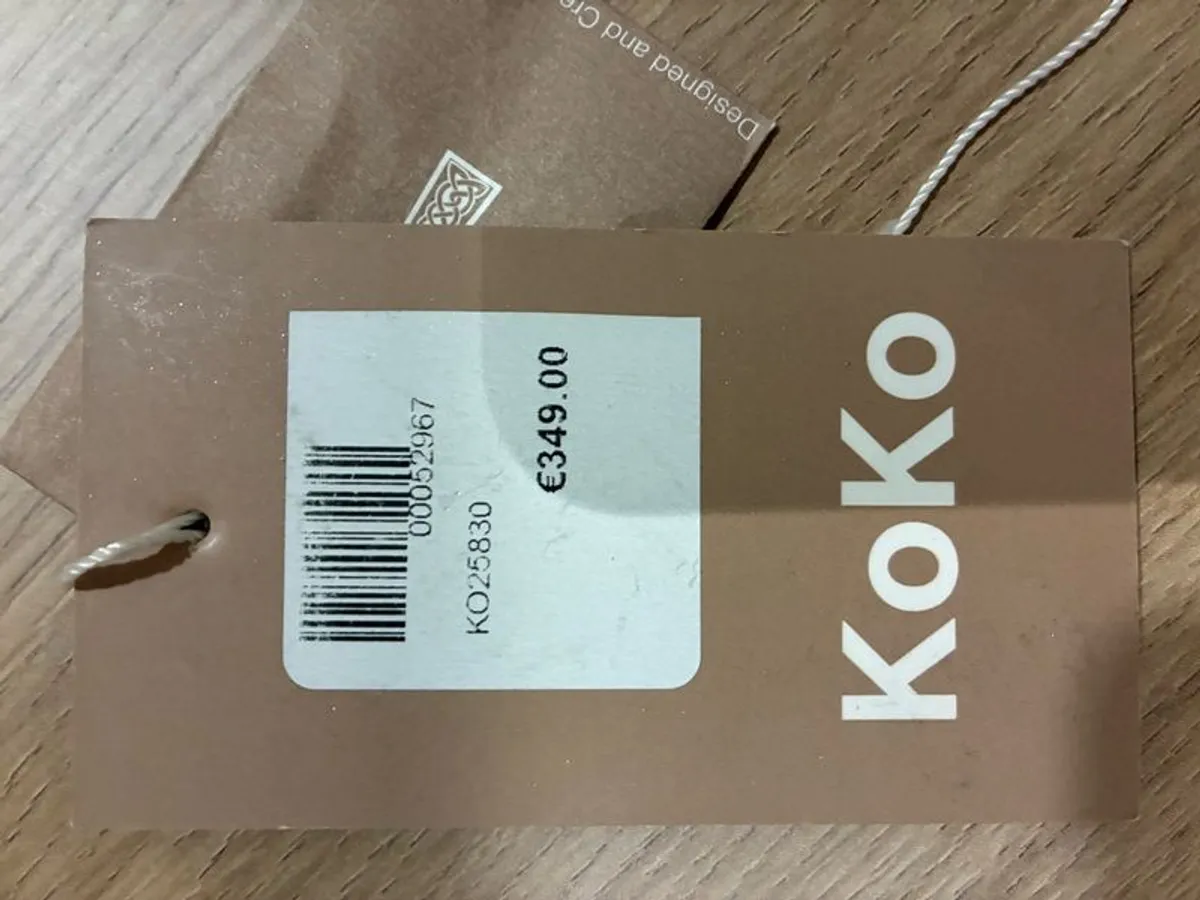 Designed and Cre
00052967
KO25830
€349.00
KoKo